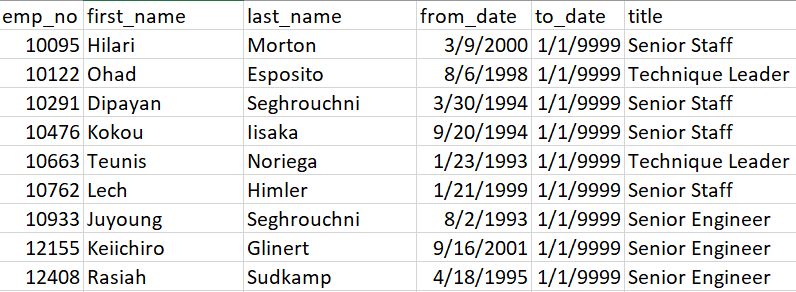 emp_no first_name last_name from_date to_date title
10095 Hilari Morton 3/9/2000 1/1/9999 Senior Staff
10122 Ohad Esposito 8/6/1998 1/1/9999 Technique Leader
10291 Dipayan Seghrouchni 3/30/1994 1/1/9999 Senior Staff
10476 Kokou Iisaka 9/20/1994 1/1/9999 Senior Staff
10663 Teunis Noriega 1/23/1993 1/1/9999 Technique Leader
10762 Lech Himler 1/21/1999 1/1/9999 Senior Staff
10933 Juyoung Seghrouchni 8/2/1993 1/1/9999 Senior Engineer
12155 Keiichiro Glinert 9/16/2001 1/1/9999 Senior Engineer
12408 Rasiah Sudkamp 4/18/1995 1/1/9999 Senior Engineer